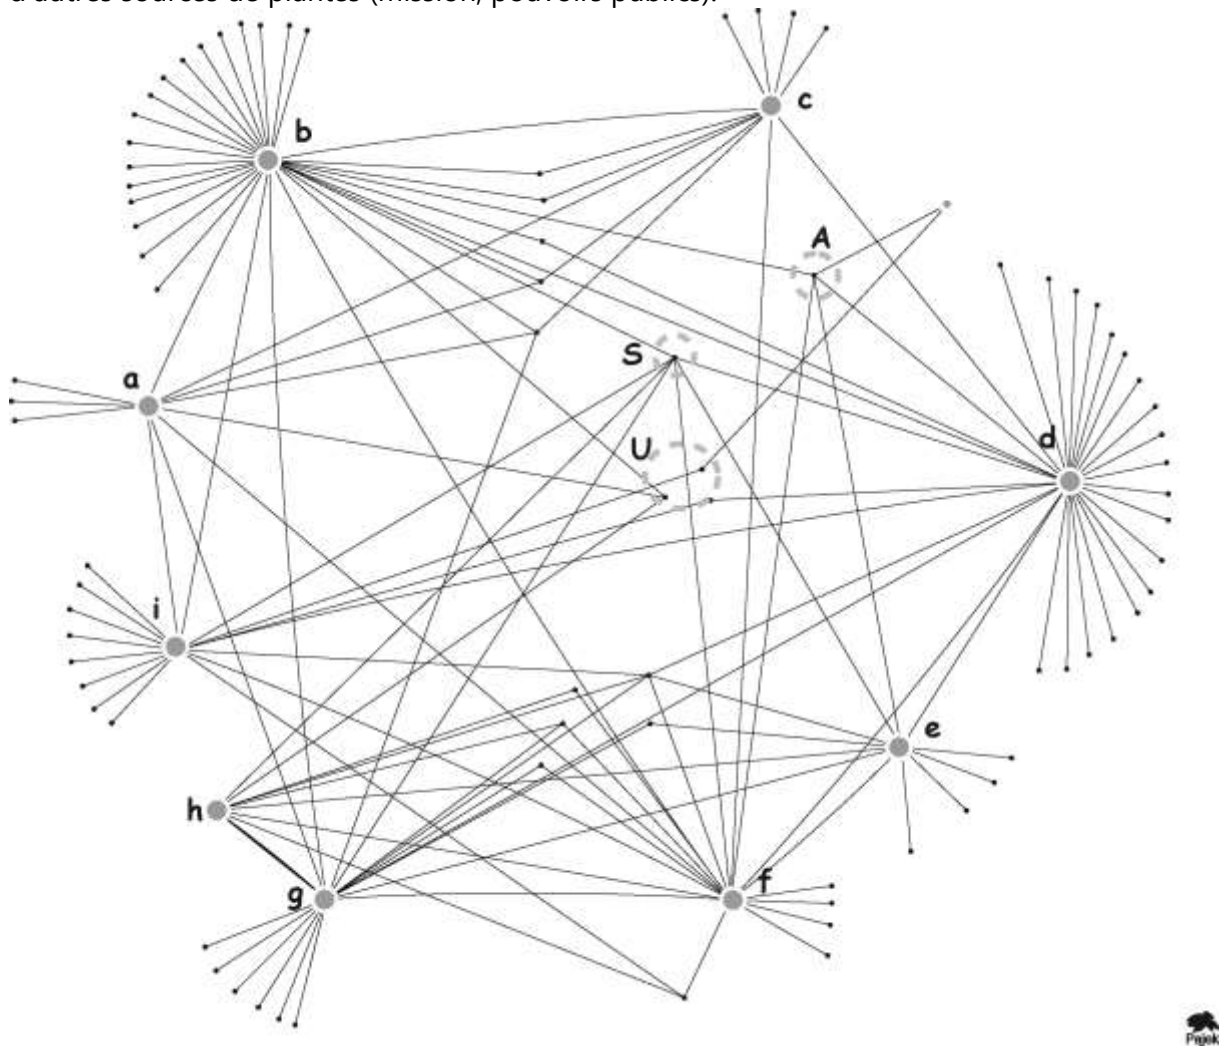 d'autres sources de plantes (mission, pouvoirs publics).
c
b
A
S
a
d
U
i
e
h
f
g
Pajek